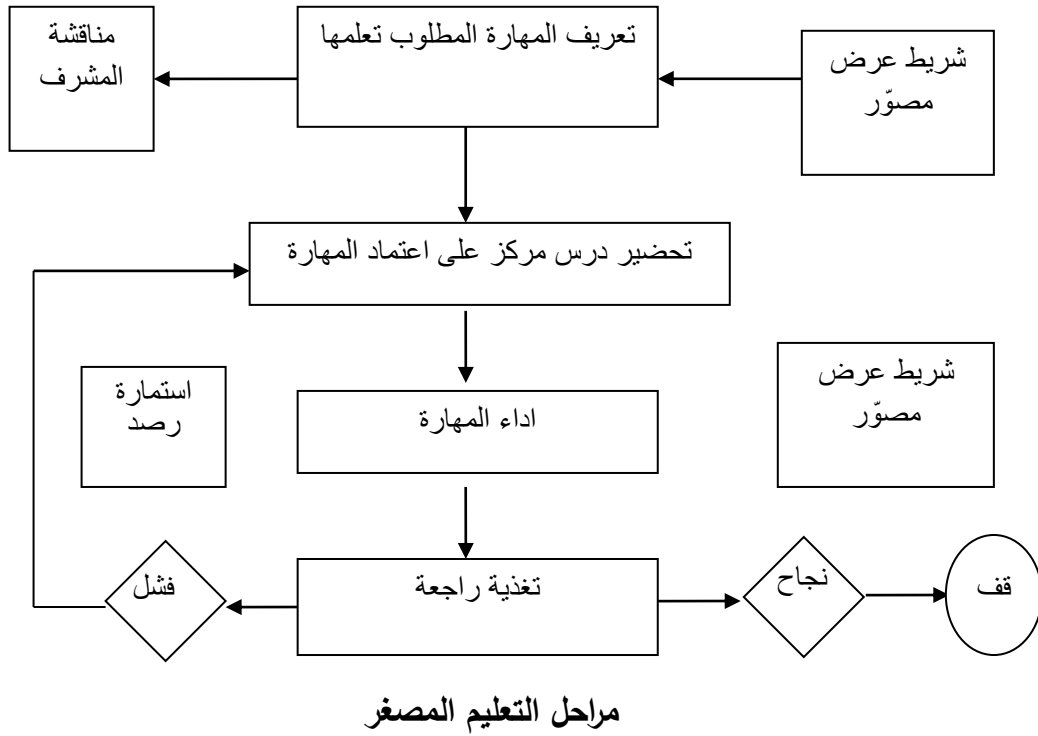 مناقشة
المشرف
تعريف المهارة المطلوب تعلمها
شريط عرض
مصوّر
تحضير درس مركز على اعتماد المهارة
استمارة
رصد
اداء المهارة
شريط عرض
مصوّر
فشل
تغذية راجعة
نجاح
قف
مراحل التعليم المصغر